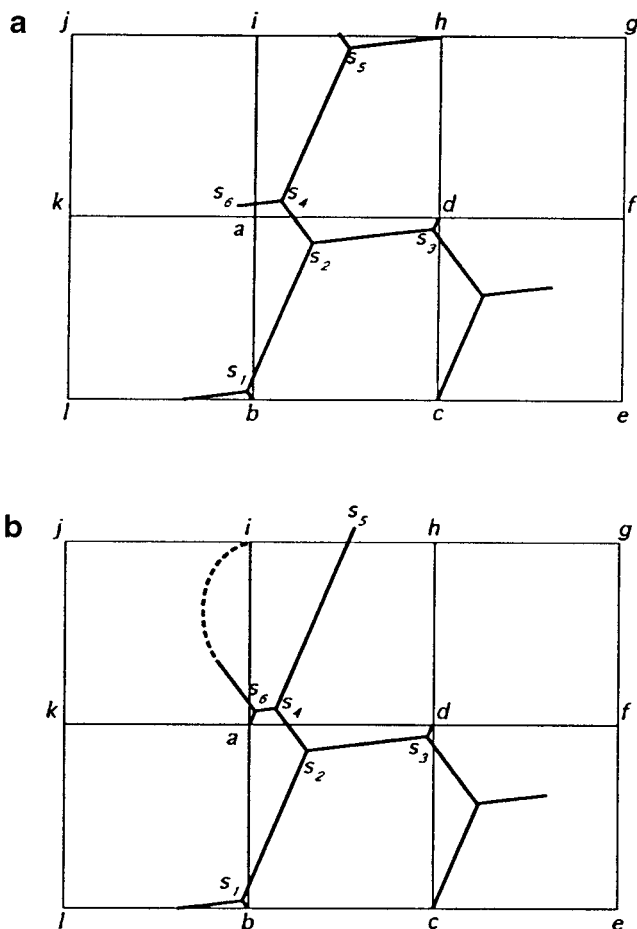 a
j i h g
s₅
k s₆ s₄ d f
a s₂ s₃
s₁
l b c e
s₅
b
j i h g
k s₆ s₄ d f
a s₂ s₃
s₁
l b c e